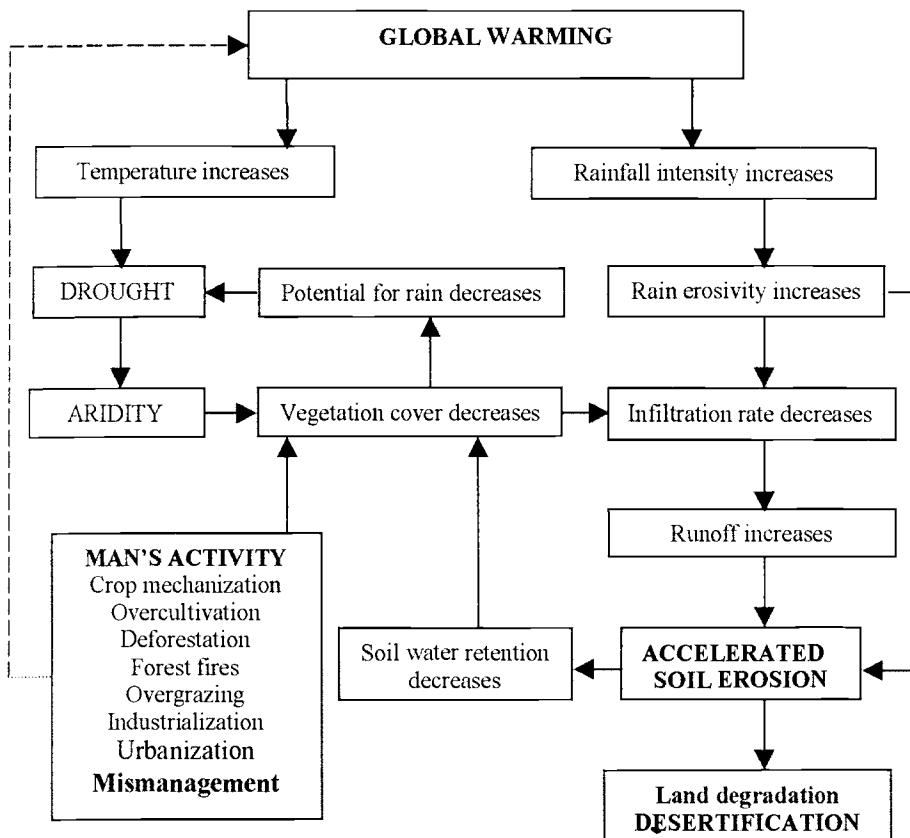 GLOBAL WARMING
Temperature increases
Rainfall intensity increases
DROUGHT
Potential for rain decreases
Rain erosivity increases
ARIDITY
Vegetation cover decreases
Infiltration rate decreases
Runoff increases
MAN'S ACTIVITY
Crop mechanization
Overcultivation
Deforestation
Forest fires
Overgrazing
Industrialization
Urbanization
Mismanagement
Soil water retention
decreases
ACCELERATED
SOIL EROSION
Land degradation
DESERTIFICATION